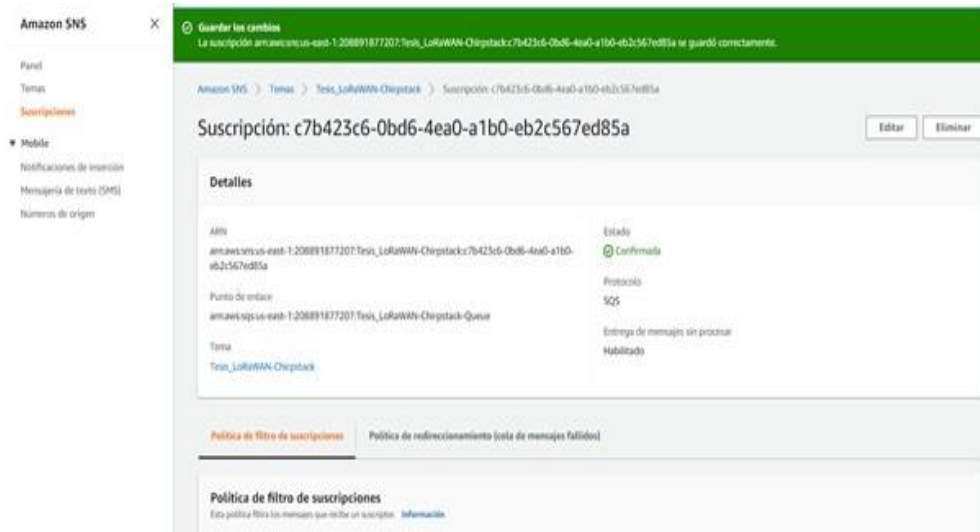 Amazon SNS
X
Panel
Temas
Suscripciones
Mobile
Notificaciones de inserción
Mensajería de texto (SMS)
Números de origen
Guardar los cambios
La suscripción arn:aws:sns:us-east-1:208891877207:Tesis_LoRaWAN-Chirpstack:c7b423c6-0bd6-4ea0-a1b0-eb2c567ed85a se guardó correctamente.
Amazon SNS > Temas > Tesis_LoRaWAN-Chirpstack > Suscripción: c7b423c6-0bd6-4ea0-a1b0-eb2c567ed85a
Suscripción: c7b423c6-0bd6-4ea0-a1b0-eb2c567ed85a
Editar
Eliminar
Detalles
ARN
arn:aws:sns:us-east-1:208891877207:Tesis_LoRaWAN-Chirpstack:c7b423c6-0bd6-4ea0-a1b0-
eb2c567ed85a
Punto de enlace
arn:aws:sqs:us-east-1:208891877207:Tesis_LoRaWAN-Chirpstack-Queue
Tema
Tesis_LoRaWAN-Chirpstack
Estado
Confirmada
Protocolo
SQS
Entrega de mensajes sin procesar
Habilitado
Política de filtro de suscripciones
Política de redireccionamiento (cola de mensajes fallidos)
Política de filtro de suscripciones
Esta política filtra los mensajes que recibe un suscriptor. Información